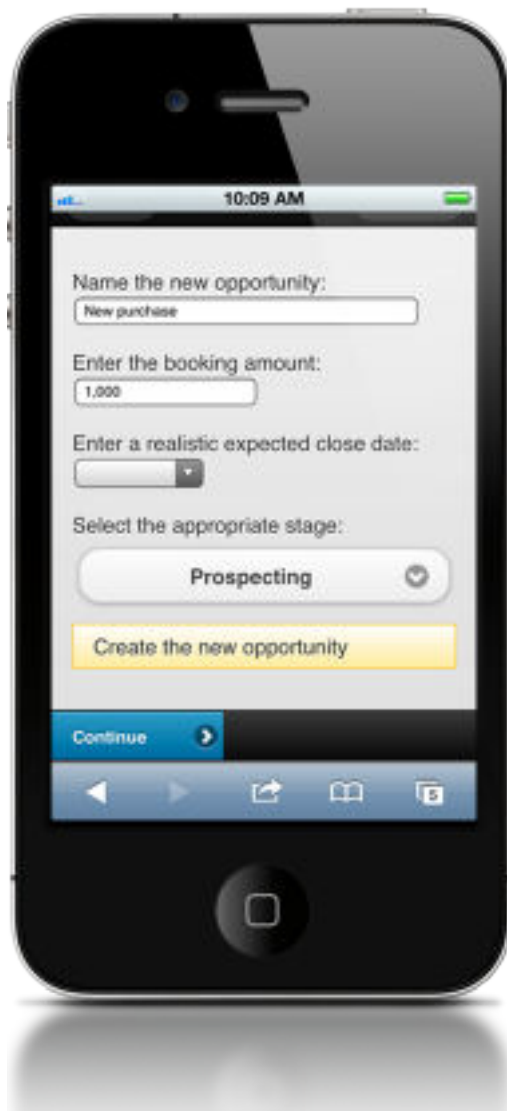 10:09 AM
Name the new opportunity:
New purchase
Enter the booking amount:
1,000
Enter a realistic expected close date:
Select the appropriate stage:
Prospecting
Create the new opportunity
Continue
5